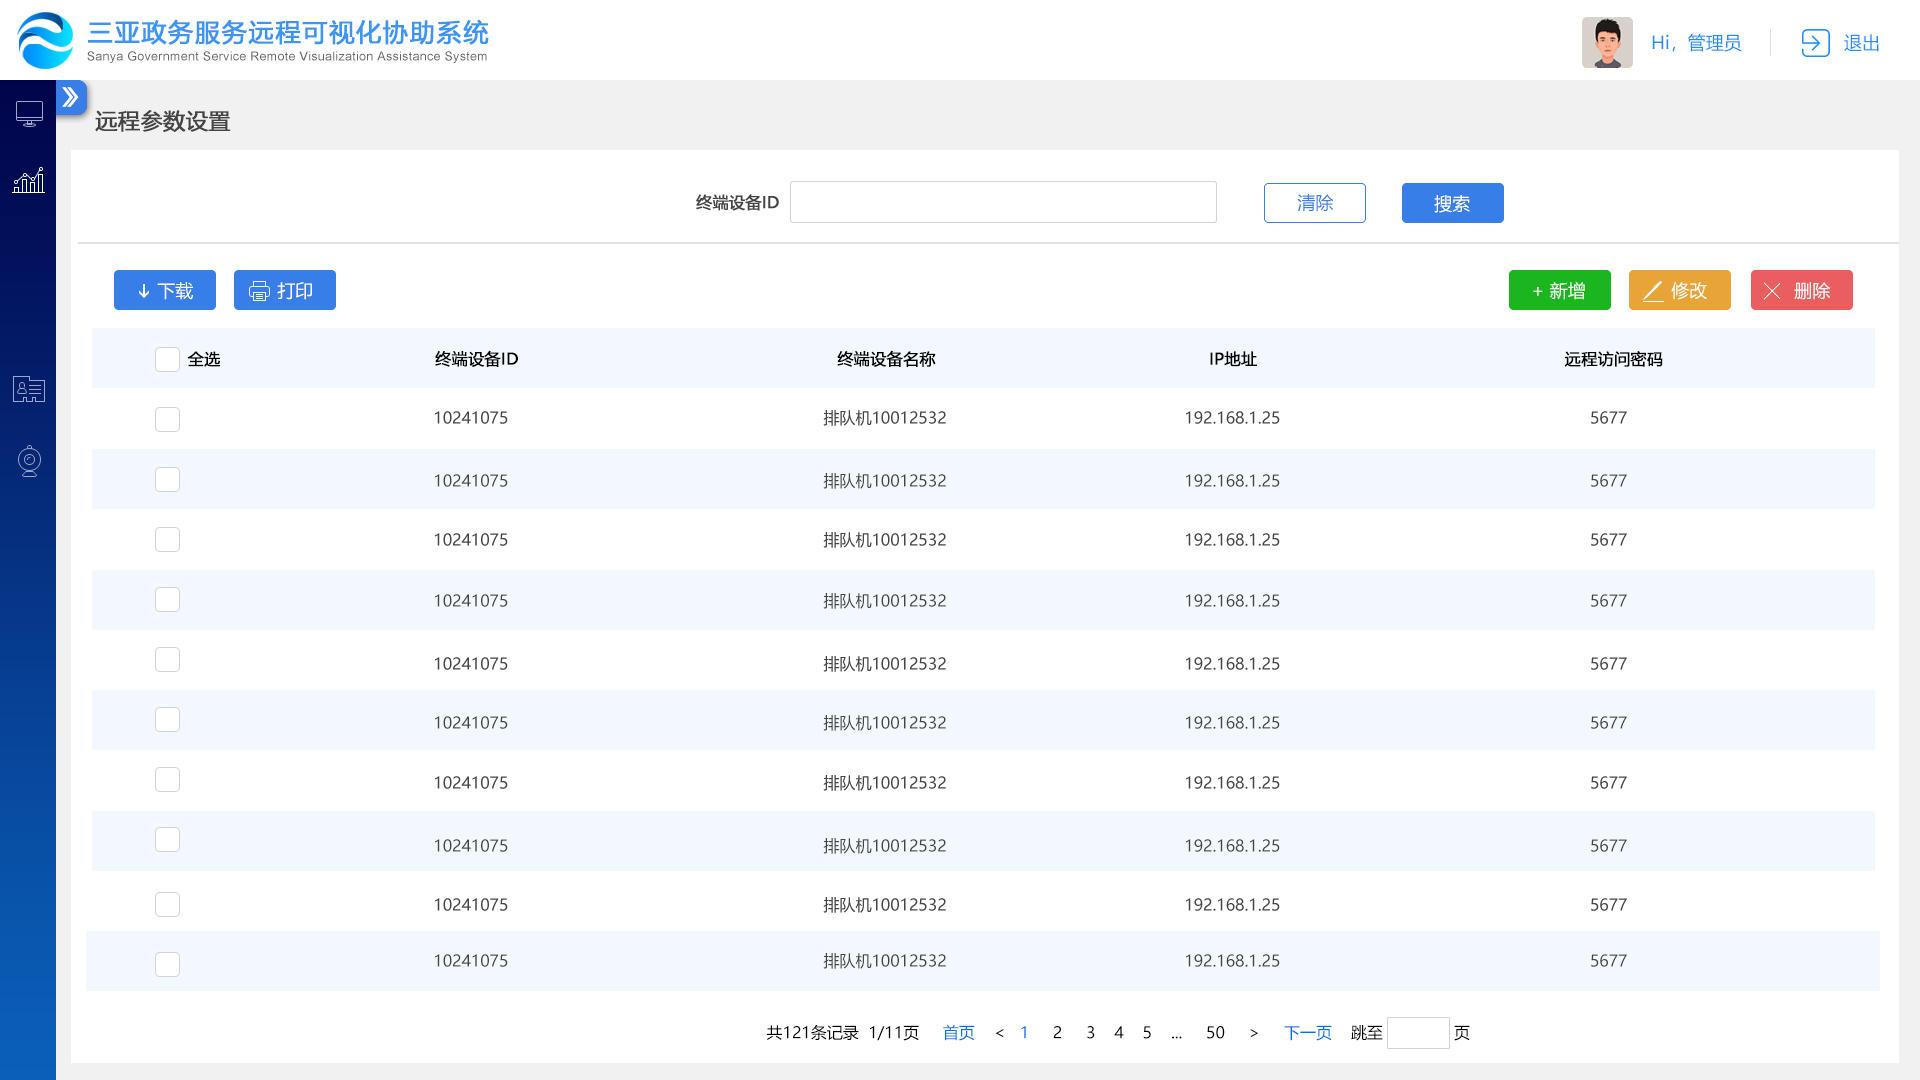 三亚政务服务远程可视化协助系统
Sanya Government Service Remote Visualization Assistance System
Hi，管理员
退出
远程参数设置
终端设备ID
清除
搜索
下载
打印
+ 新增
修改
删除
全选 终端设备ID 终端设备名称 IP地址 远程访问密码
10241075 排队机10012532 192.168.1.25 5677
10241075 排队机10012532 192.168.1.25 5677
10241075 排队机10012532 192.168.1.25 5677
10241075 排队机10012532 192.168.1.25 5677
10241075 排队机10012532 192.168.1.25 5677
10241075 排队机10012532 192.168.1.25 5677
10241075 排队机10012532 192.168.1.25 5677
10241075 排队机10012532 192.168.1.25 5677
10241075 排队机10012532 192.168.1.25 5677
10241075 排队机10012532 192.168.1.25 5677
共121条记录 1/11页 首页 < 1 2 3 4 5 ... 50 > 下一页 跳至 页